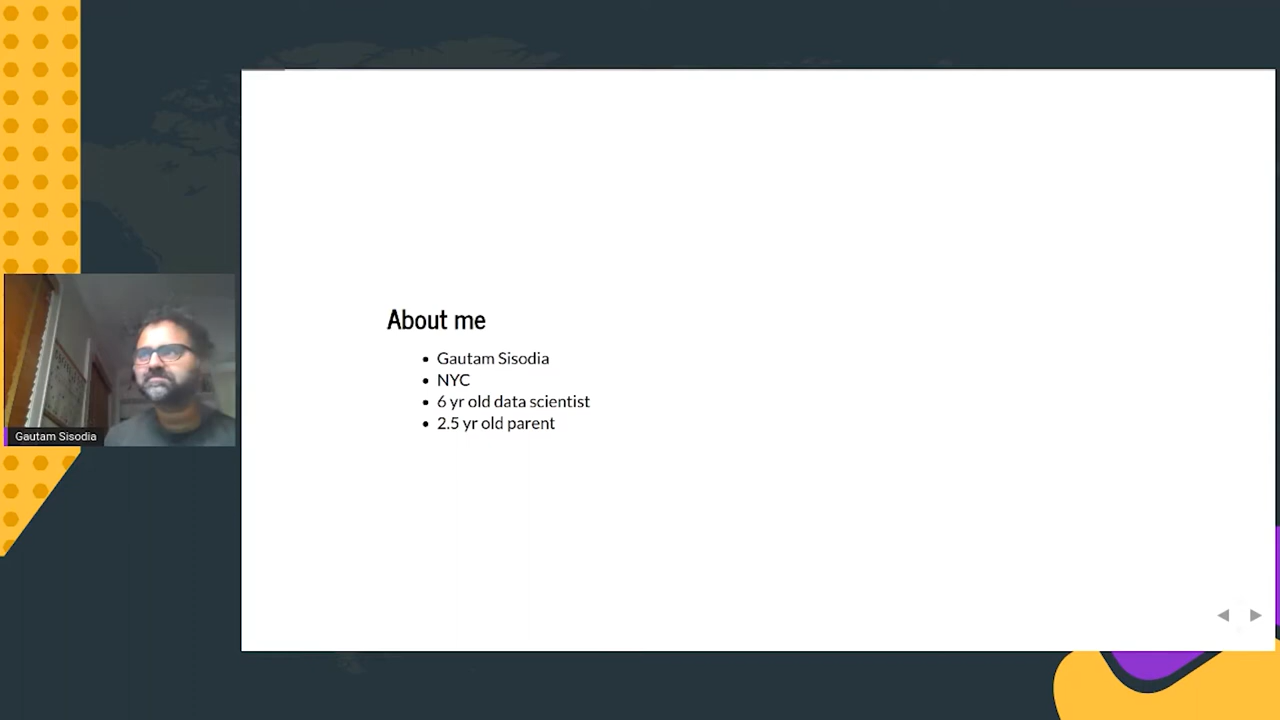 About me
Gautam Sisodia
NYC
6 yr old data scientist
2.5 yr old parent
Gautam Sisodia